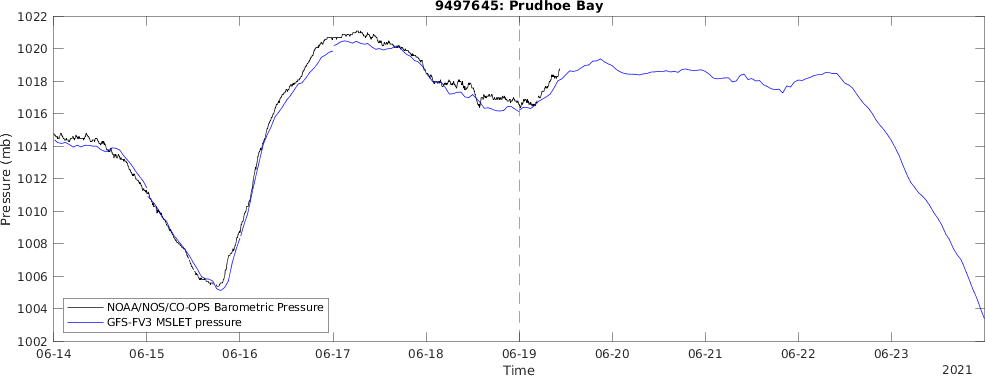 9497645: Prudhoe Bay
Pressure (mb)
1022
1020
1018
1016
1014
1012
1010
1008
1006
1004
1002
NOAA/NOS/CO-OPS Barometric Pressure
GFS-FV3 MSLET pressure
06-14 06-15 06-16 06-17 06-18 06-19 06-20 06-21 06-22 06-23
Time
2021